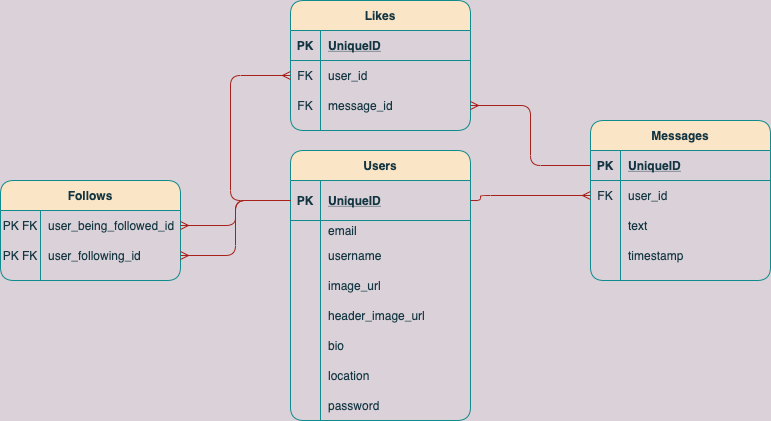 Likes
PK UniqueID
FK user_id
FK message_id
Messages
PK UniqueID
FK user_id
text
timestamp
Users
PK UniqueID
email
username
image_url
header_image_url
bio
location
password
Follows
PK FK user_being_followed_id
PK FK user_following_id